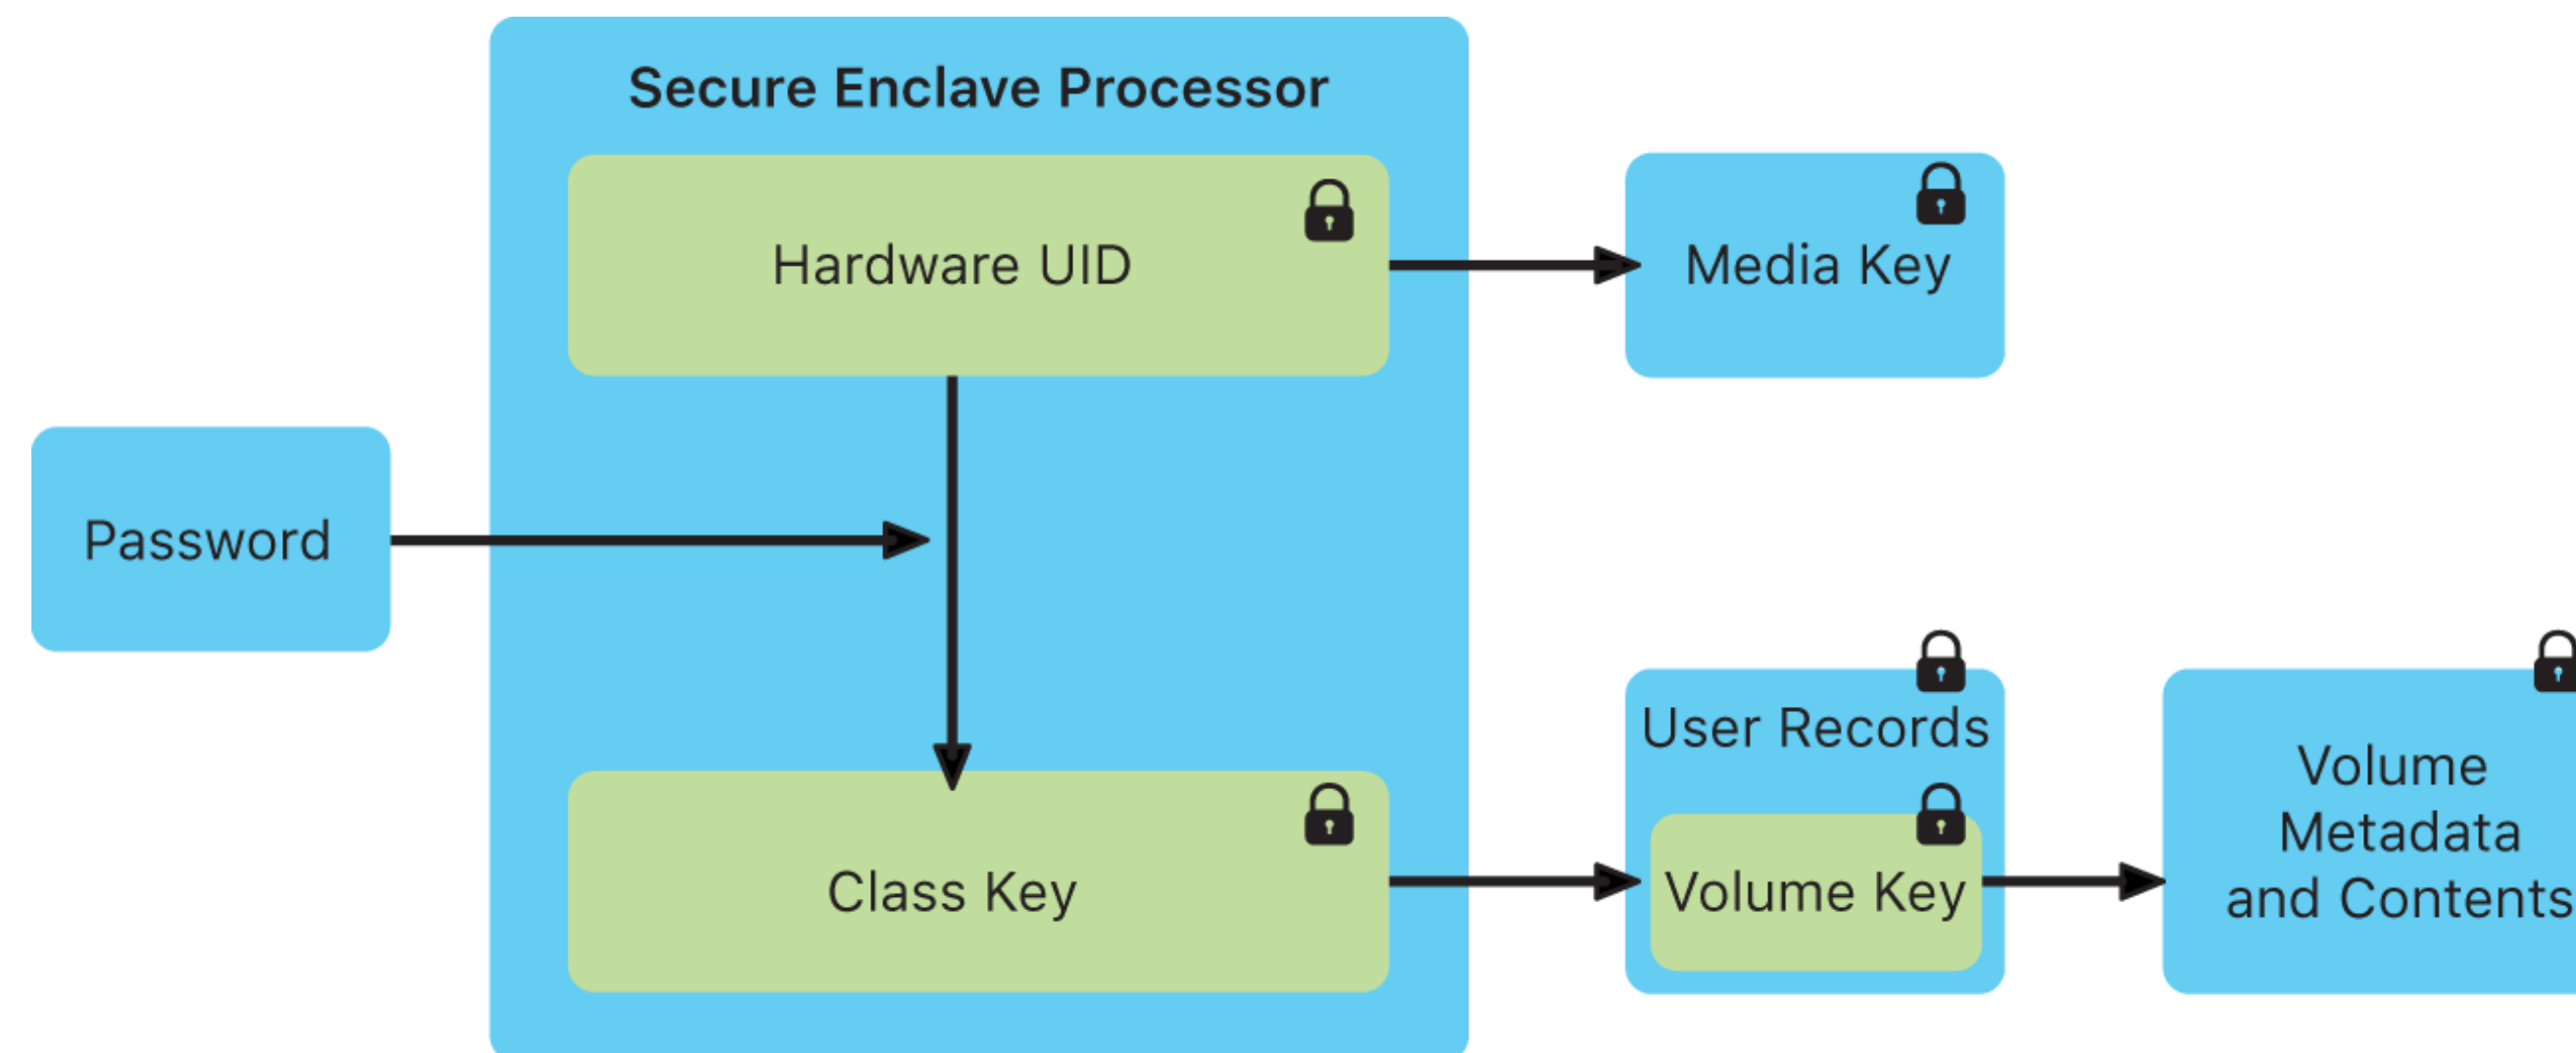 Secure Enclave Processor
Hardware UID
Media Key
Password
User Records
Class Key
Volume Key
Volume
Metadata
and Contents